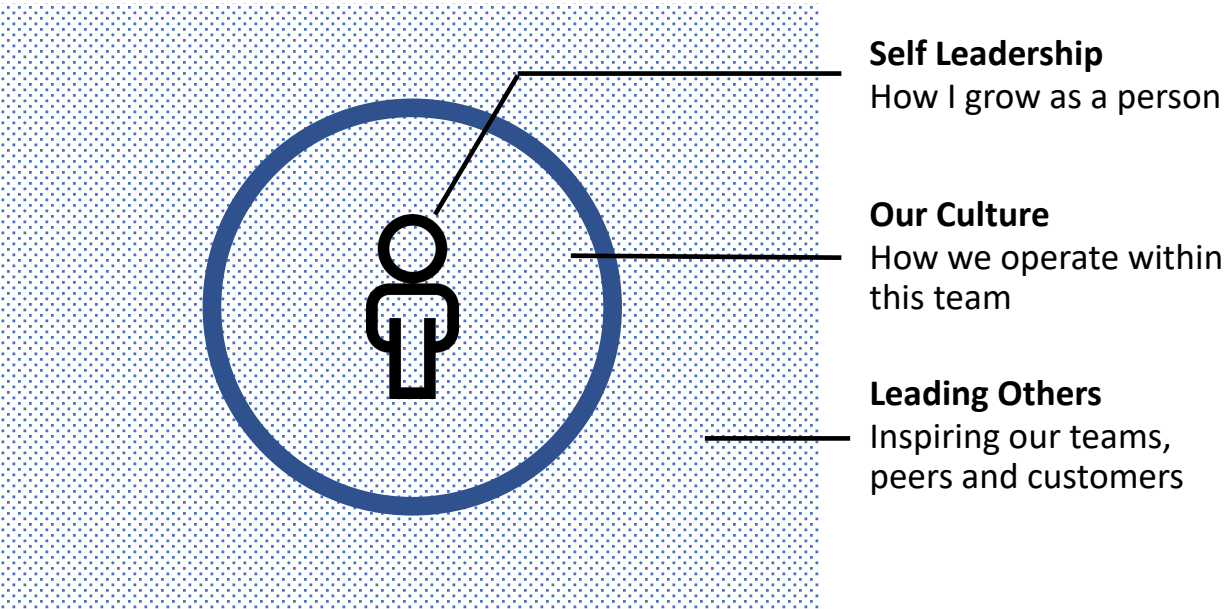 Self Leadership
How I grow as a person
Our Culture
How we operate within
this team
Leading Others
Inspiring our teams,
peers and customers